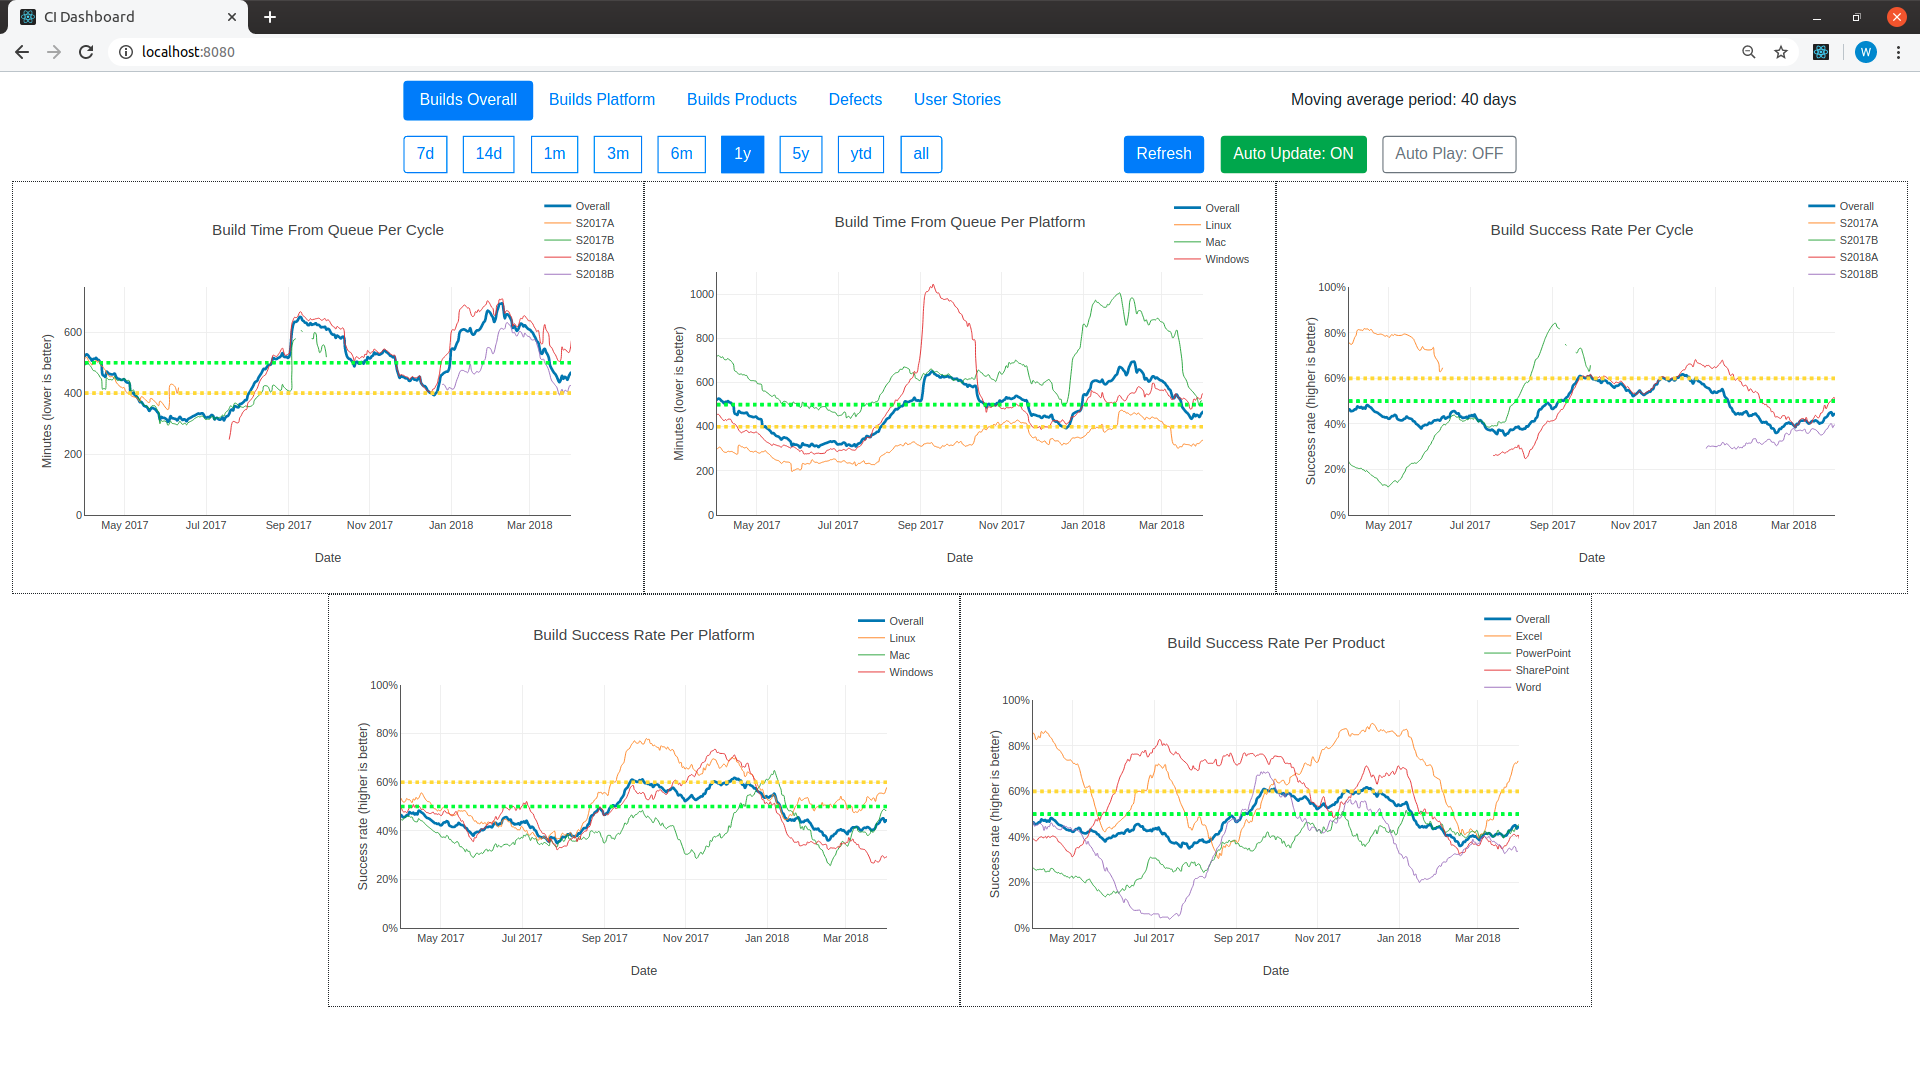 CI Dashboard
localhost:8080
W
Builds Overall Builds Platform Builds Products Defects User Stories Moving average period: 40 days
7d 14d 1m 3m 6m 1y 5y ytd all Refresh Auto Update: ON Auto Play: OFF
Build Time From Queue Per Cycle
Overall
S2017A
S2017B
S2018A
S2018B
Minutes (lower is better)
600
400
200
0
May 2017 Jul 2017 Sep 2017 Nov 2017 Jan 2018 Mar 2018
Date
Build Time From Queue Per Platform
Overall
Linux
Mac
Windows
Minutes (lower is better)
1000
800
600
400
200
0
May 2017 Jul 2017 Sep 2017 Nov 2017 Jan 2018 Mar 2018
Date
Build Success Rate Per Cycle
Overall
S2017A
S2017B
S2018A
S2018B
Success rate (higher is better)
100%
80%
60%
40%
20%
0%
May 2017 Jul 2017 Sep 2017 Nov 2017 Jan 2018 Mar 2018
Date
Build Success Rate Per Platform
Overall
Linux
Mac
Windows
Success rate (higher is better)
100%
80%
60%
40%
20%
0%
May 2017 Jul 2017 Sep 2017 Nov 2017 Jan 2018 Mar 2018
Date
Build Success Rate Per Product
Overall
Excel
PowerPoint
SharePoint
Word
Success rate (higher is better)
100%
80%
60%
40%
20%
0%
May 2017 Jul 2017 Sep 2017 Nov 2017 Jan 2018 Mar 2018
Date